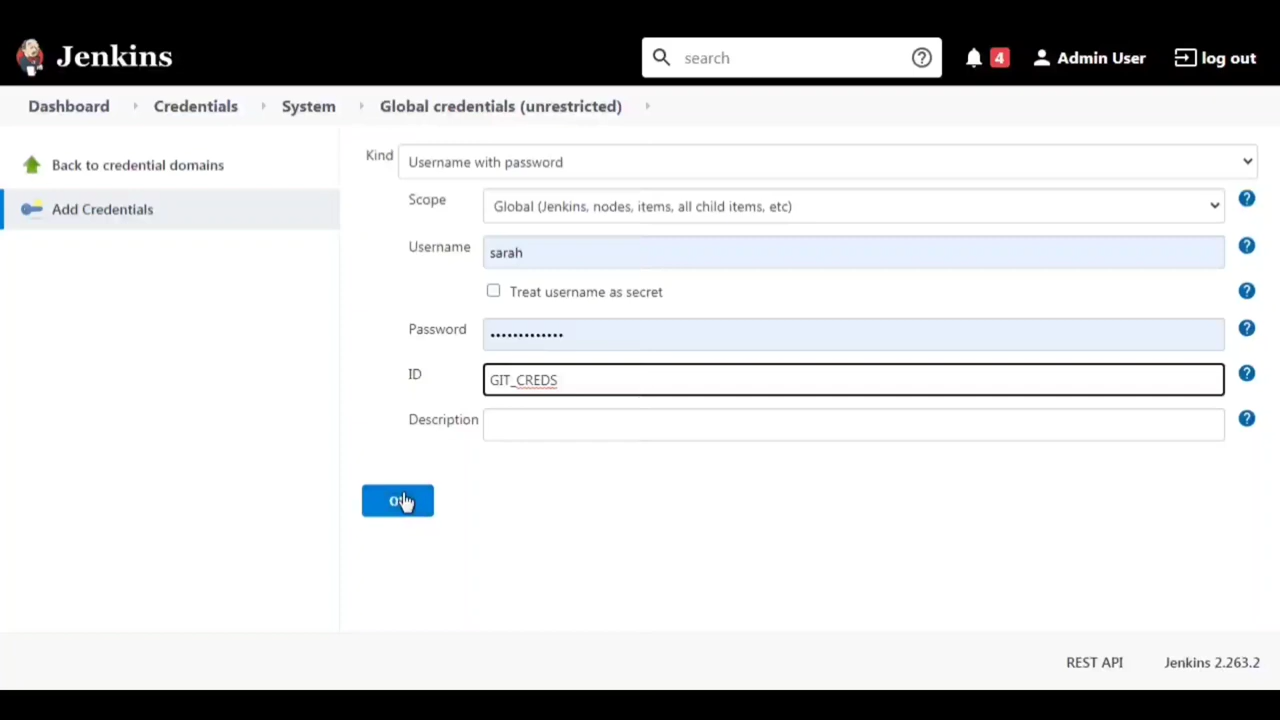 Jenkins
search
4
Admin User
log out
Dashboard
Credentials
System
Global credentials (unrestricted)
Back to credential domains
Add Credentials
Kind
Username with password
Scope
Global (Jenkins, nodes, items, all child items, etc)
Username
sarah
Treat username as secret
Password
•••••••••••••
ID
GIT_CREDS
Description
REST API
Jenkins 2.263.2